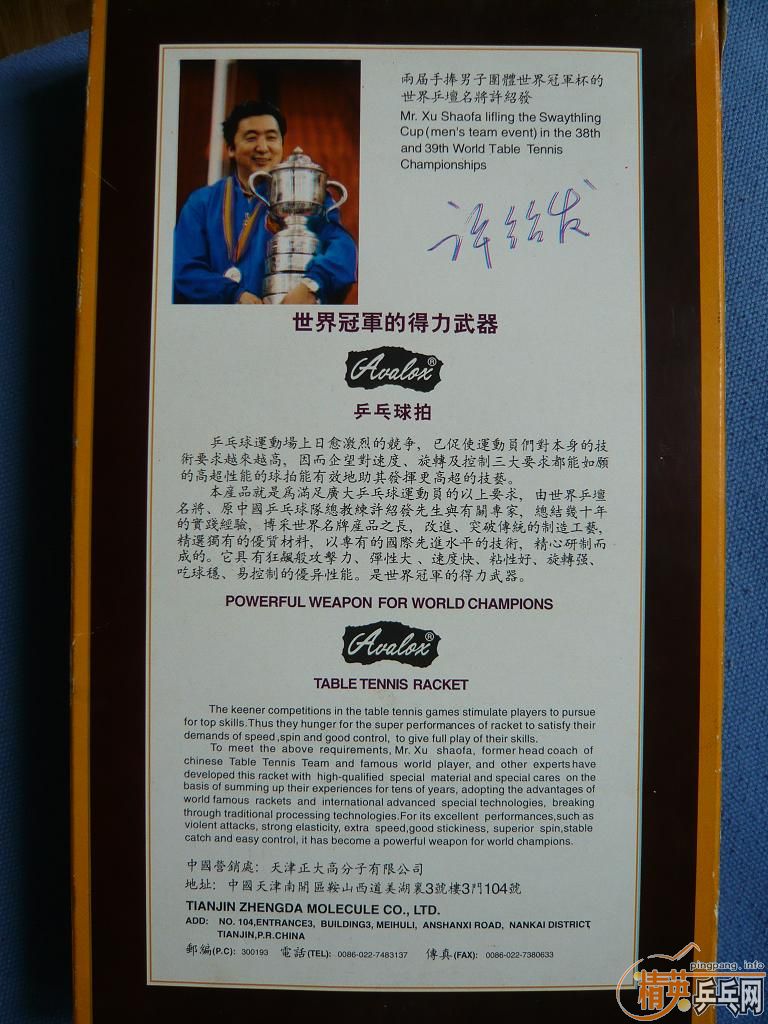 兩届手捧男子團體世界冠軍杯的
世界乒壇名將許紹發
Mr. Xu Shaofa lifling the Swaythling
Cup(men's team event) in the 38th
and 39th World Table Tennis
Championships
许绍发
世界冠軍的得力武器
Avalox®
乒乓球拍
乒乓球運動場上日愈激烈的競争，已促使運動員們對本身的技
術要求越來越高，因而企望對速度、旋轉及控制三大要求都能如願
的高超性能的球拍能有效地助其發揮更高超的技藝。
本産品就是爲滿足廣大乒乓球運動員的以上要求，由世界乒壇
名將、原中國乒乓球隊總教練許紹發先生與有關專家，總結幾十年
的實踐經驗，博采世界名牌産品之長，改進、突破傳統的制造工藝，
精選獨有的優質材料，以專有的國際先進水平的技術，精心研制而
成的。它具有狂飆般攻擊力、彈性大、速度快、粘性好、旋轉强、
吃球穩、易控制的優异性能。是世界冠軍的得力武器。
POWERFUL WEAPON FOR WORLD CHAMPIONS
Avalox®
TABLE TENNIS RACKET
The keener competitions in the table tennis games stimulate players to pursue
for top skills.Thus they hunger for the super performances of racket to satisfy their
demands of speed ,spin and good control, to give full play of their skills.
To meet the above requirements, Mr. Xu shaofa, former head coach of
chinese Table Tennis Team and famous world player, and other experts have
developed this racket with high-qualified special material and special cares on the
basis of summing up their experiences for tens of years, adopting the advantages of
world famous rackets and international advanced special technologies, breaking
through traditional processing technologies.For its excellent performances,such as
violent attacks, strong elasticity, extra speed,good stickiness, superior spin,stable
catch and easy control, it has become a powerful weapon for world champions.
中國營銷處：天津正大高分子有限公司
地址：中國天津南開區鞍山西道美湖裏3號樓3門104號
TIANJIN ZHENGDA MOLECULE CO., LTD.
ADD: NO. 104,ENTRANCE3, BUILDING3, MEIHULI, ANSHANXI ROAD, NANKAI DISTRICT,
TIANJIN,P.R.CHINA
郵編(P.C): 300193 電話(TEL): 0086-022-7483137 傳真(FAX): 0086-022-7380633
pingpang.info
精英乒乓网